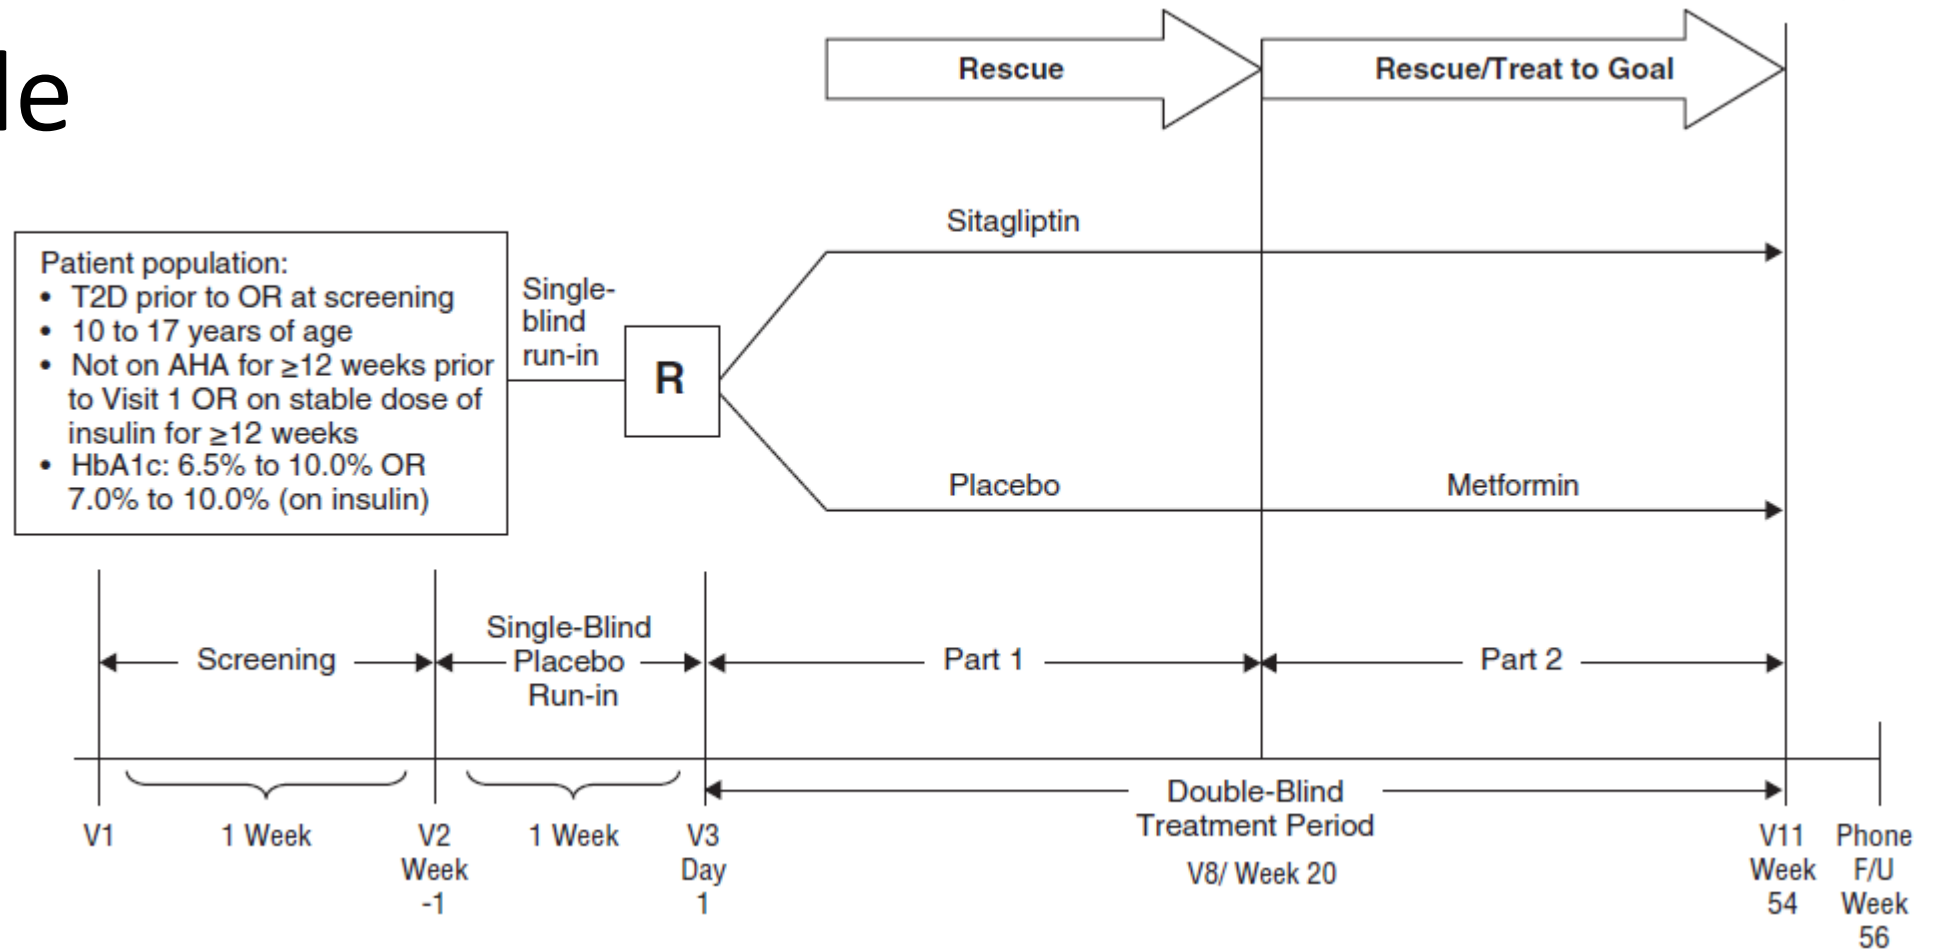 le
Rescue
Rescue/Treat to Goal
Sitagliptin
Patient population:
• T2D prior to OR at screening
• 10 to 17 years of age
• Not on AHA for ≥12 weeks prior
to Visit 1 OR on stable dose of
insulin for ≥12 weeks
• HbA1c: 6.5% to 10.0% OR
7.0% to 10.0% (on insulin)
Single-
blind
run-in
R
Placebo
Metformin
Screening
Single-Blind
Placebo
Run-in
Part 1
Part 2
Double-Blind
Treatment Period
V8/ Week 20
V1
1 Week
V2
Week
-1
1 Week
V3
Day
1
V11
Week
54
Phone
F/U
Week
56